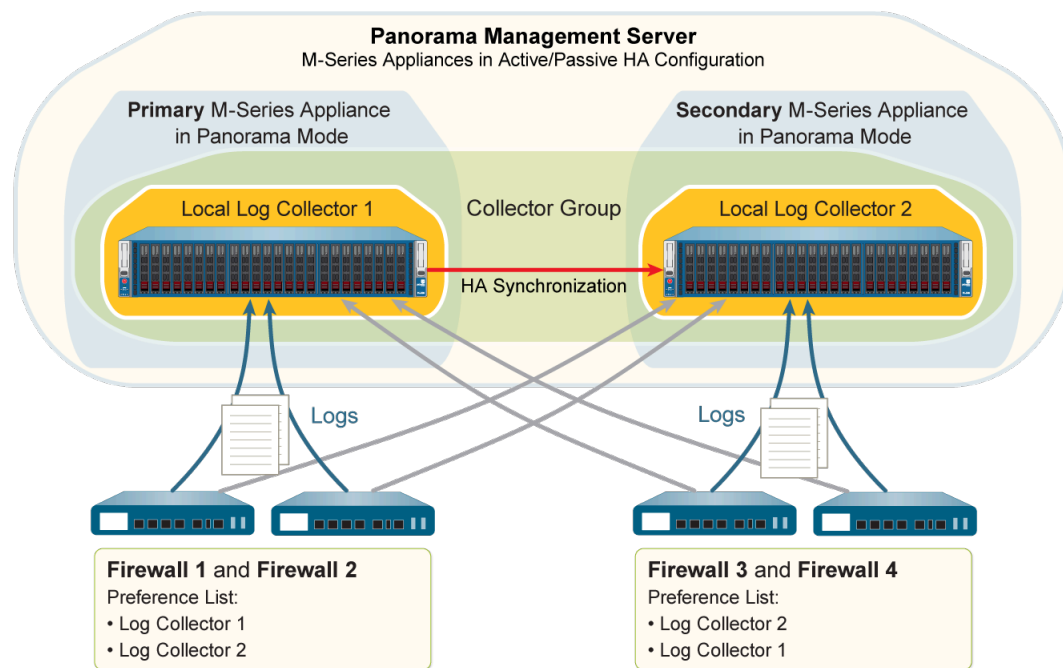 Panorama Management Server
M-Series Appliances in Active/Passive HA Configuration
Primary M-Series Appliance
in Panorama Mode
Secondary M-Series Appliance
in Panorama Mode
Local Log Collector 1
Collector Group
Local Log Collector 2
HA Synchronization
Logs
Logs
Firewall 1 and Firewall 2
Preference List:
• Log Collector 1
• Log Collector 2
Firewall 3 and Firewall 4
Preference List:
• Log Collector 2
• Log Collector 1